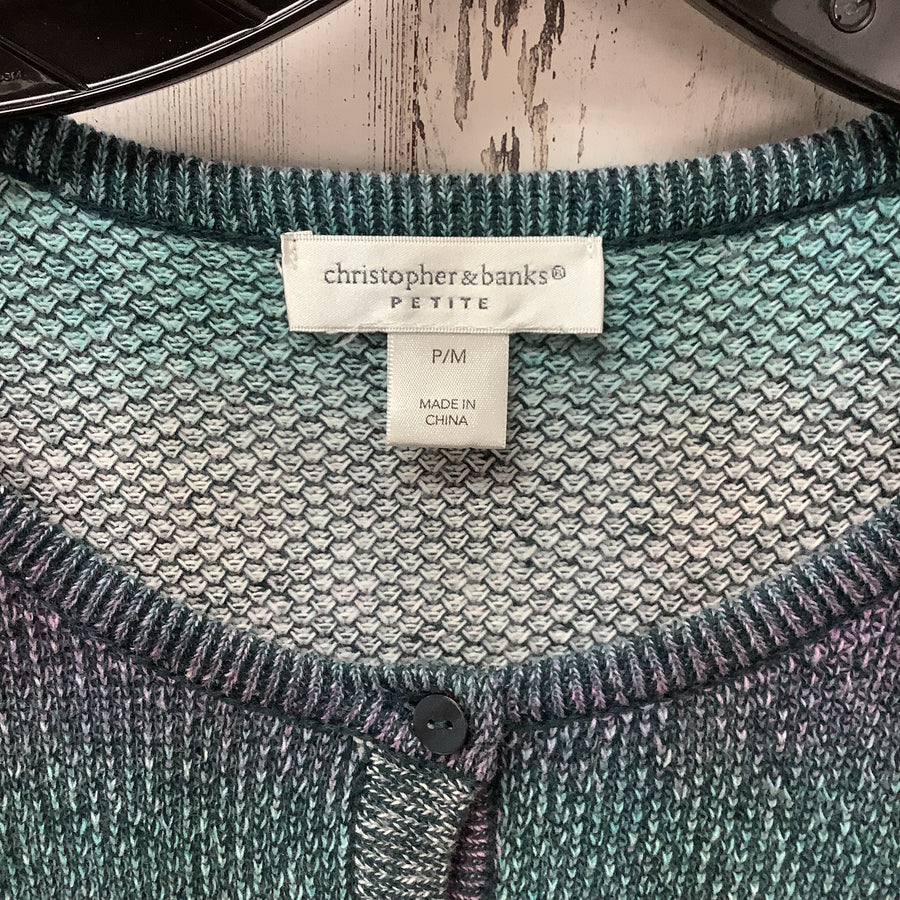 christopher&banks®
PETITE
P/M
MADE IN
CHINA